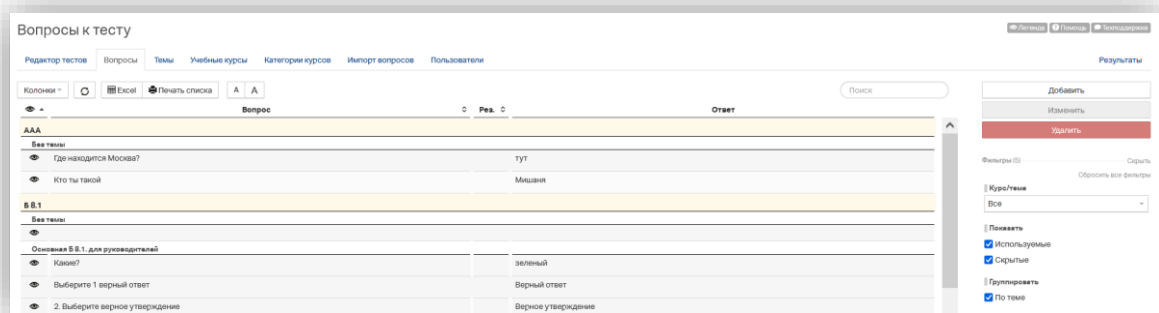 Вопросы к тесту
Легенда Помощь Техподдержка
Редактор тестов Вопросы Темы Учебные курсы Категории курсов Импорт вопросов Пользователи Результаты
Колонки Excel Печать списка A A Поиск Добавить
Вопрос Рез. Ответ Изменить
ААА Удалить
Без темы
Где находится Москва? тут
Фильтры (5) Скрыть
Сбросить все фильтры
Кто ты такой Мишаня
Курс/тема
Б 8.1 Все
Без темы
Показать
Используемые
Основная Б 8.1. для руководителей
Какие? зеленый
Скрытые
Выберите 1 верный ответ Верный ответ
Группировать
По теме
2. Выберите верное утверждение Верное утверждение